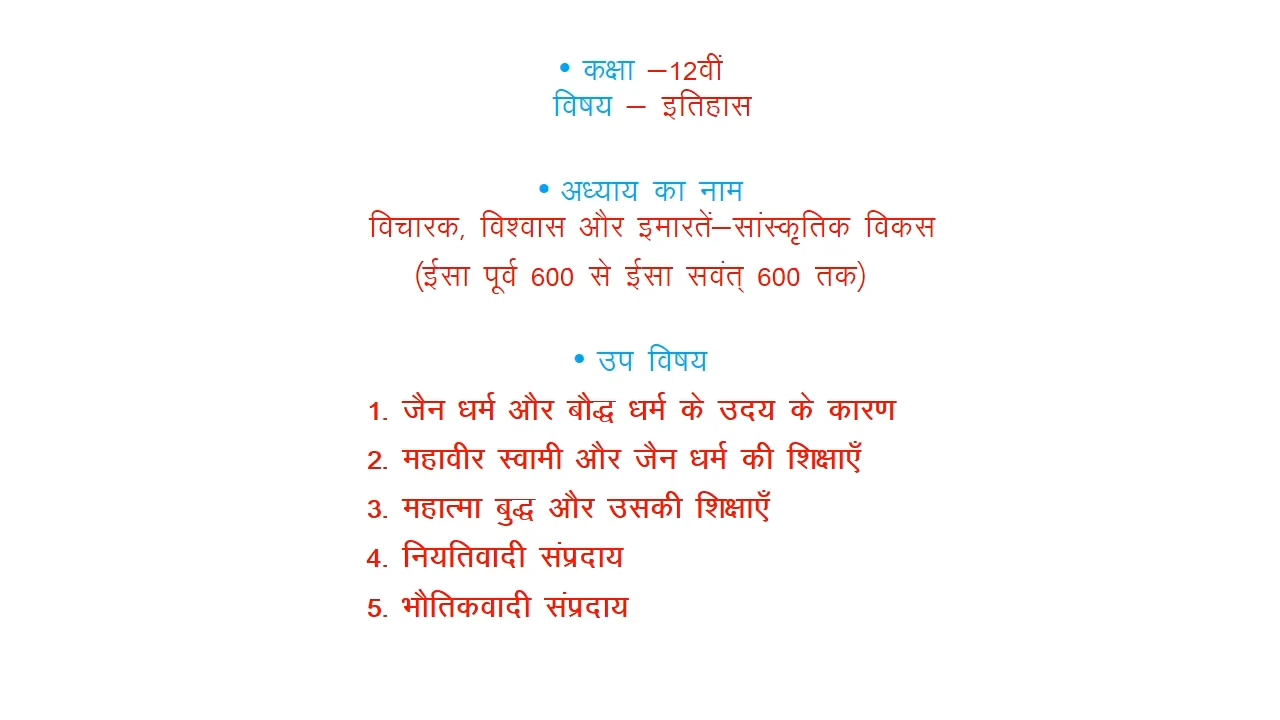 • कक्षा –12वीं
विषय – इतिहास
• अध्याय का नाम
विचारक, विश्वास और इमारतें–सांस्कृतिक विकस
(ईसा पूर्व 600 से ईसा सवंत् 600 तक)
• उप विषय
1. जैन धर्म और बौद्ध धर्म के उदय के कारण
2. महावीर स्वामी और जैन धर्म की शिक्षाएँ
3. महात्मा बुद्ध और उसकी शिक्षाएँ
4. नियतिवादी संप्रदाय
5. भौतिकवादी संप्रदाय